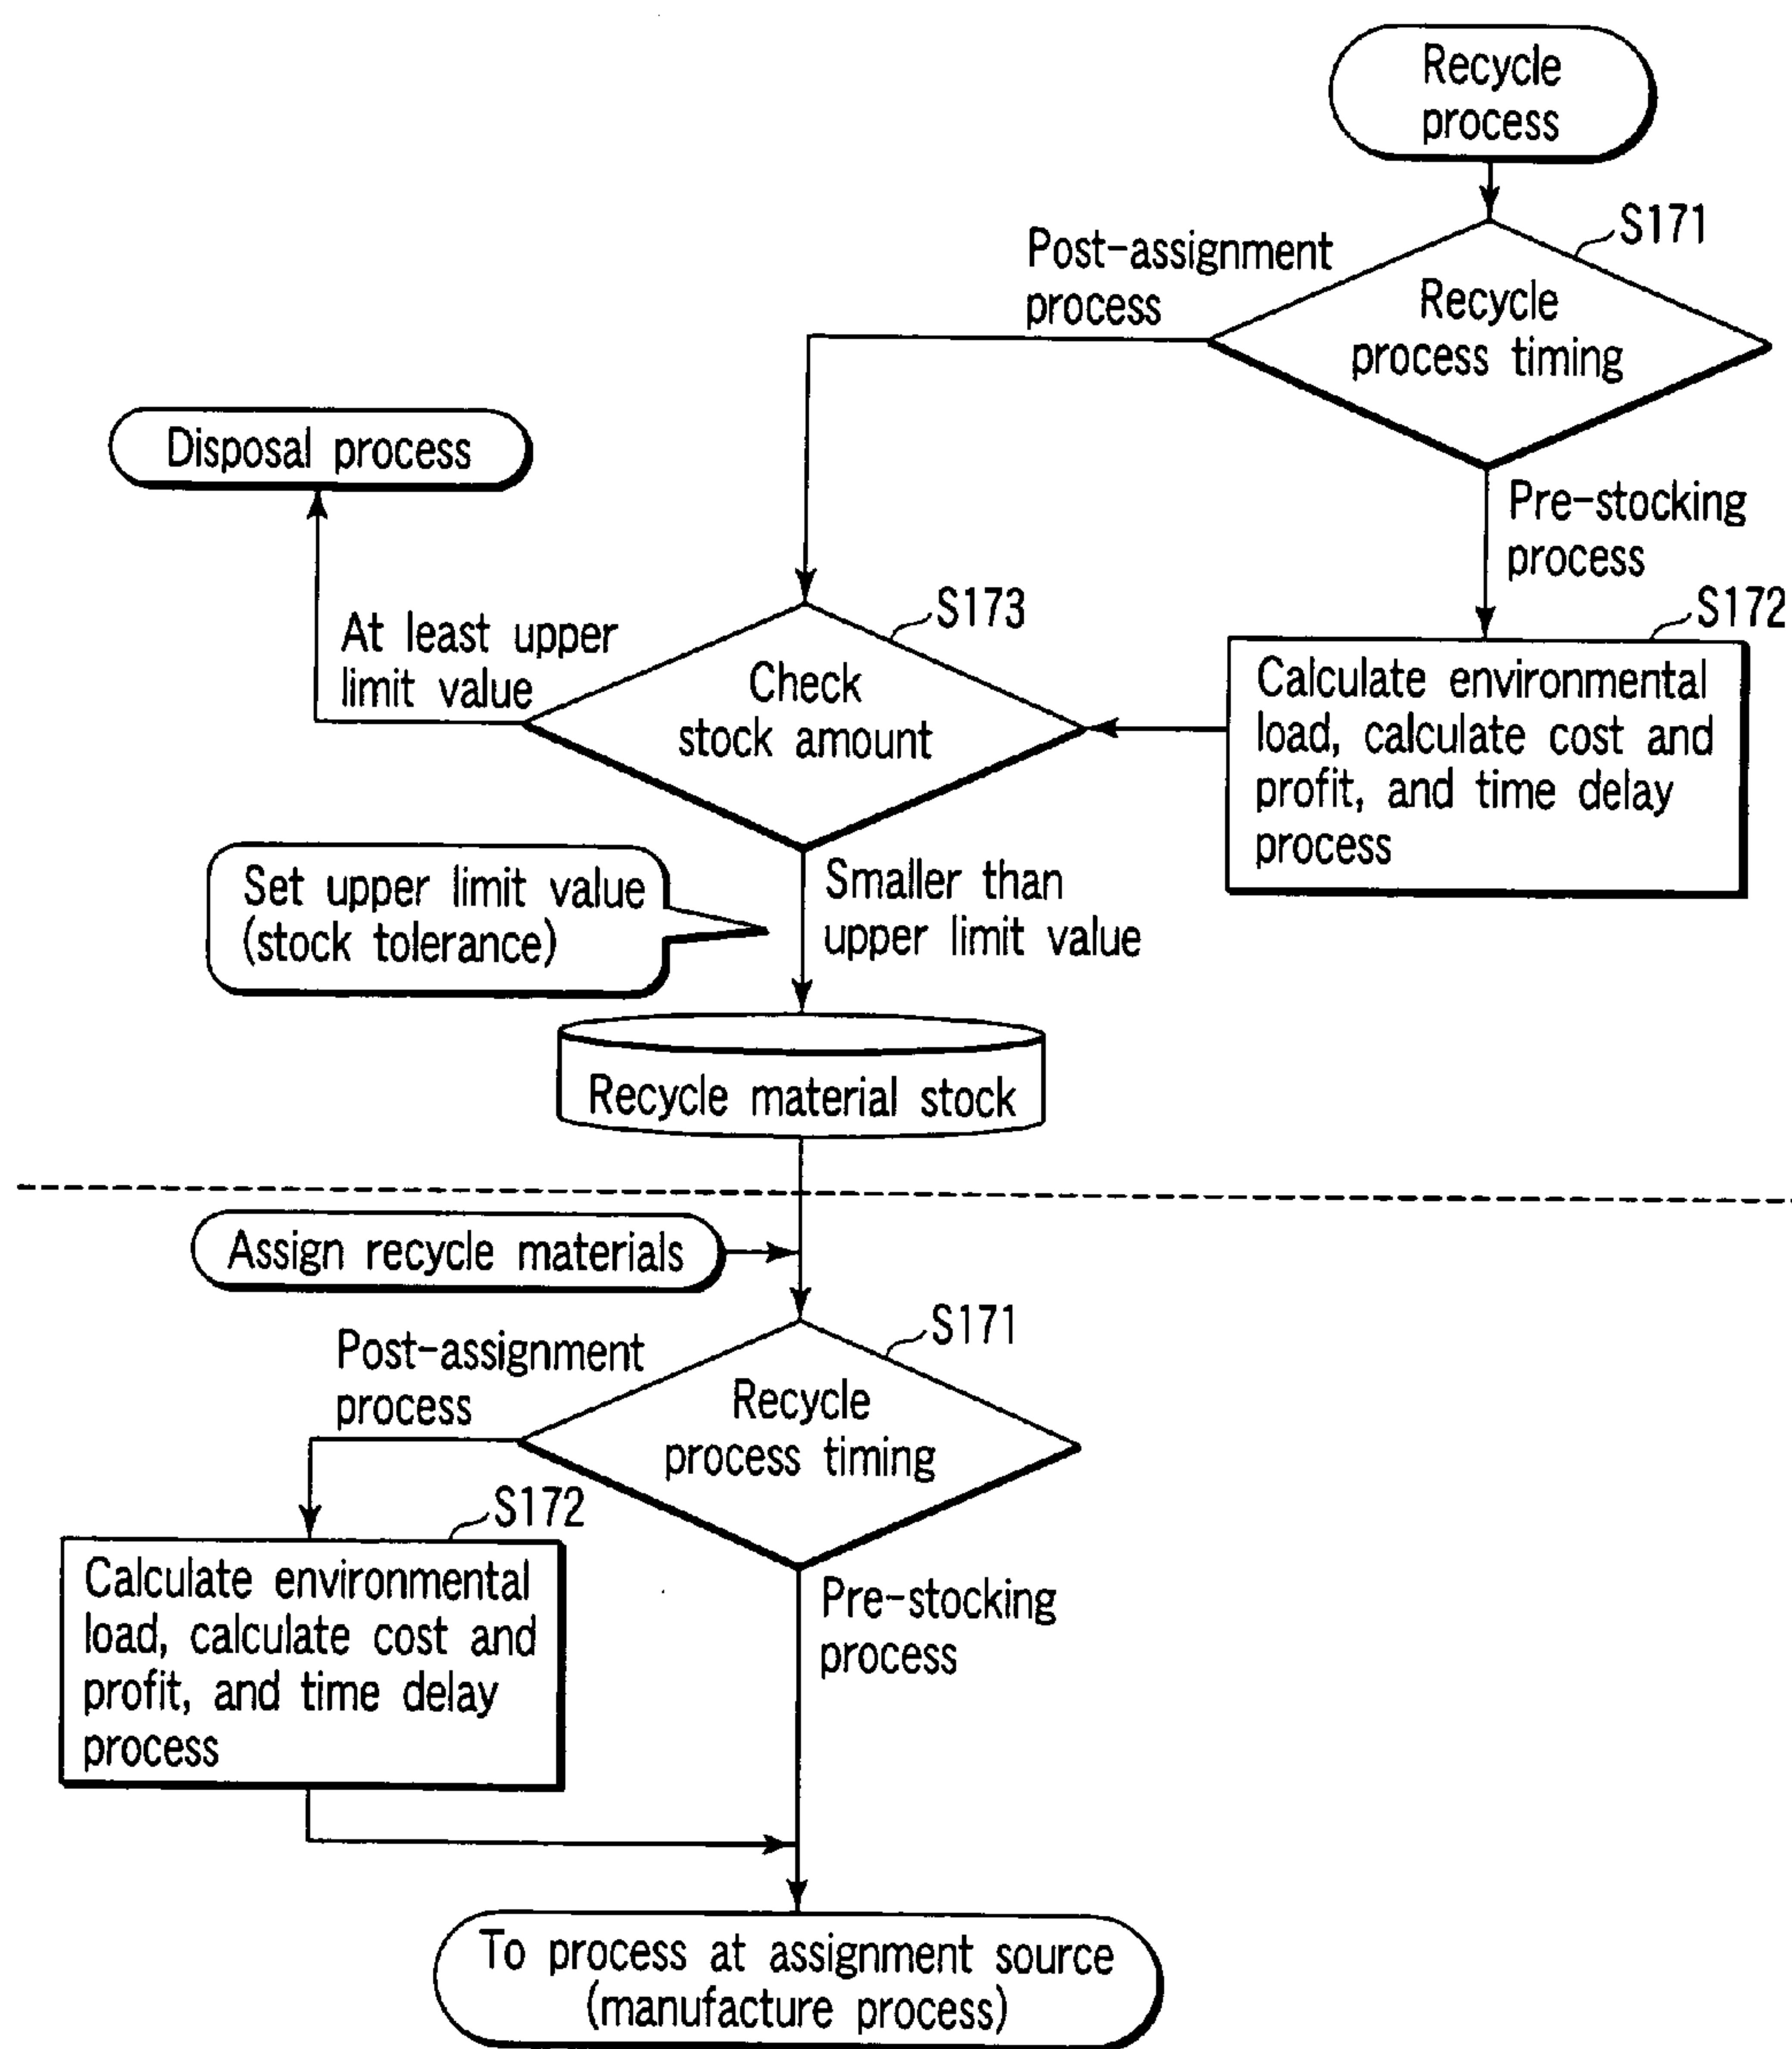 Recycle
process
S171
Post-assignment
process
Recycle
process timing
Disposal process
Pre-stocking
process
S173
S172
At least upper
limit value
Check
stock amount
Calculate environmental
load, calculate cost and
profit, and time delay
process
Set upper limit value
(stock tolerance)
Smaller than
upper limit value
Recycle material stock
Assign recycle materials
S171
Post-assignment
process
Recycle
process timing
S172
Calculate environmental
load, calculate cost and
profit, and time delay
process
Pre-stocking
process
To process at assignment source
(manufacture process)